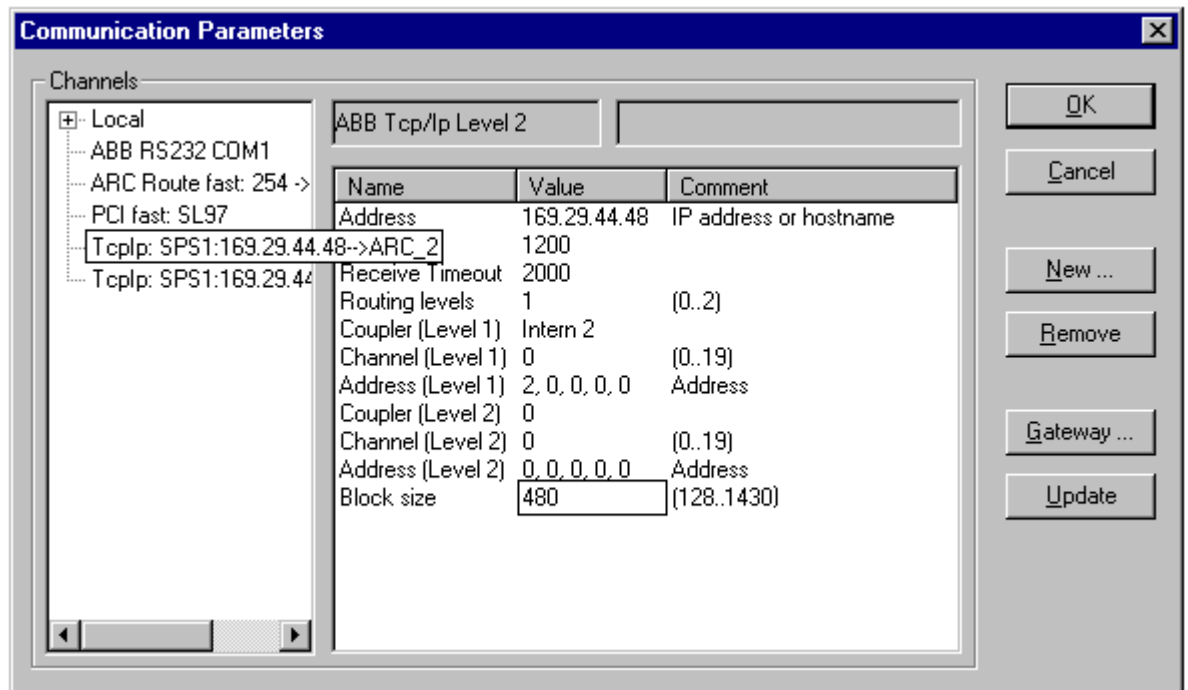 Communication Parameters
Channels
Local
ABB RS232 COM1
ARC Route fast: 254 ->
PCI fast: SL97
TcpIp: SPS1:169.29.44.48-->ARC_2
TcpIp: SPS1:169.29.44
ABB Tcp/Ip Level 2
Name Value Comment
Address 169.29.44.48 IP address or hostname
1200
Receive Timeout 2000
Routing levels 1 (0..2)
Coupler (Level 1) Intern 2
Channel (Level 1) 0 (0..19)
Address (Level 1) 2, 0, 0, 0, 0 Address
Coupler (Level 2) 0
Channel (Level 2) 0 (0..19)
Address (Level 2) 0, 0, 0, 0, 0 Address
Block size 480 (128..1430)
OK
Cancel
New ...
Remove
Gateway ...
Update